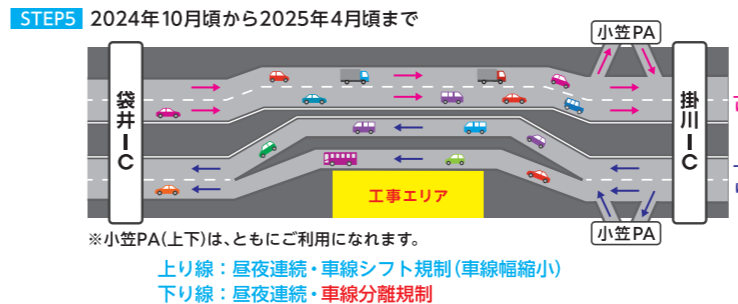 STEP5 2024年10月頃から2025年4月頃まで
小笠PA
袋井IC
掛川IC
工事エリア
小笠PA
※小笠PA(上下)は、ともにご利用になれます。
上り線：昼夜連続・車線シフト規制(車線幅縮小)
下り線：昼夜連続・車線分離規制